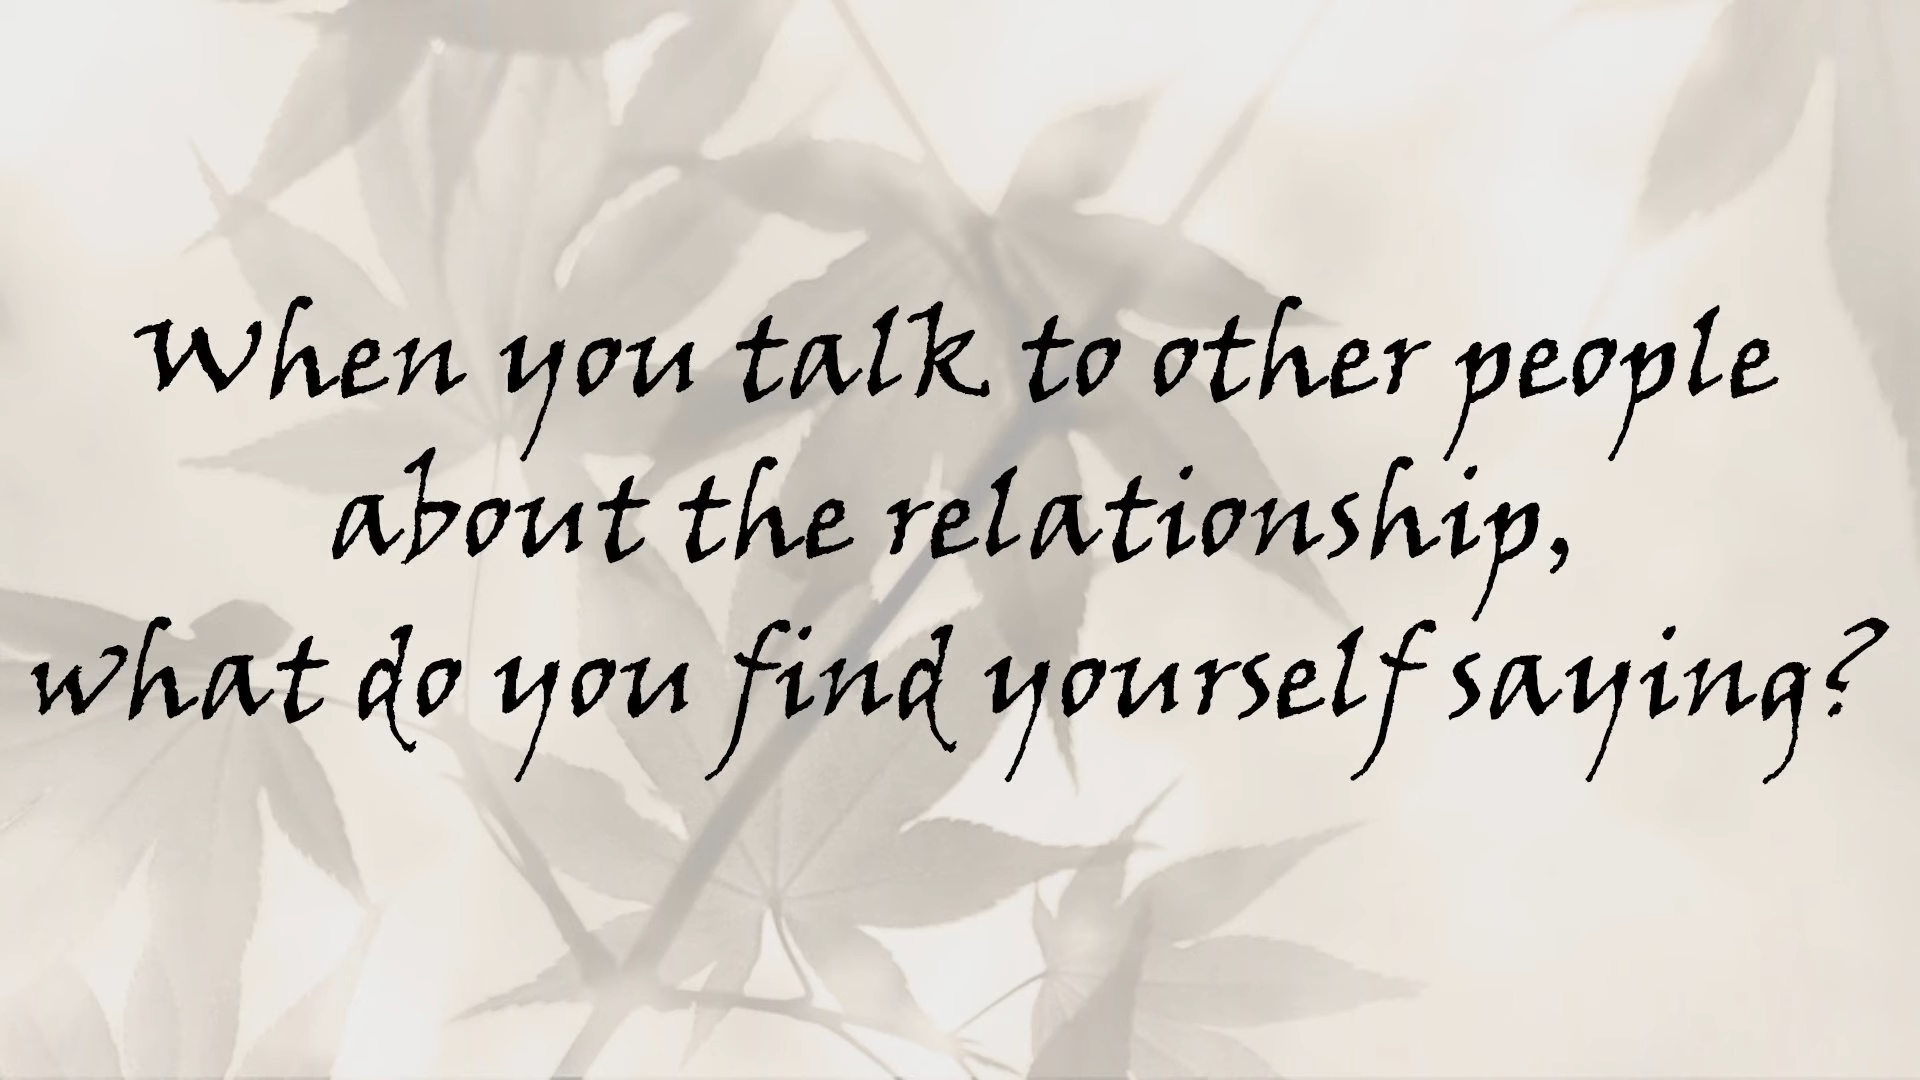 When you talk to other people
about the relationship,
what do you find yourself saying?